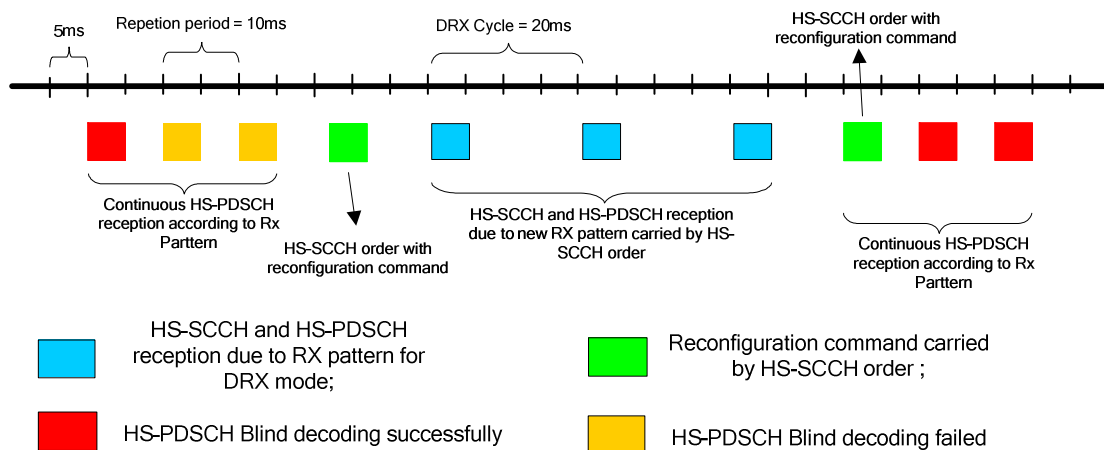 5ms
Repetion period = 10ms
DRX Cycle = 20ms
HS-SCCH order with
reconfiguration command
Continuous HS-PDSCH
reception according to Rx
Parttern
HS-SCCH order with
reconfiguration command
HS-SCCH and HS-PDSCH reception
due to new RX pattern carried by HS-
SCCH order
Continuous HS-PDSCH
reception according to Rx
Parttern
HS-SCCH and HS-PDSCH
reception due to RX pattern for
DRX mode;
Reconfiguration command carried
by HS-SCCH order ;
HS-PDSCH Blind decoding successfully
HS-PDSCH Blind decoding failed